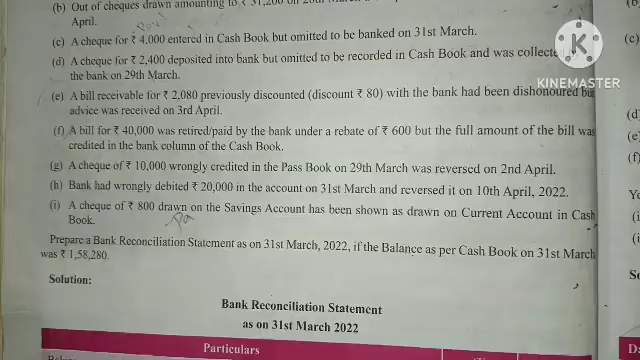 (b) Out of cheques drawn amounting to ₹ 31,200 on 26th March
April.
(c) A cheque for ₹ 4,000 entered in Cash Book but omitted to be banked on 31st March.
(d) A cheque for ₹ 2,400 deposited into bank but omitted to be recorded in Cash Book and was collected by
the bank on 29th March.
(e) A bill receivable for ₹ 2,080 previously discounted (discount ₹ 80) with the bank had been dishonoured but
advice was received on 3rd April.
(f) A bill for ₹ 40,000 was retired/paid by the bank under a rebate of ₹ 600 but the full amount of the bill was
credited in the bank column of the Cash Book.
(g) A cheque of ₹ 10,000 wrongly credited in the Pass Book on 29th March was reversed on 2nd April.
(h) Bank had wrongly debited ₹ 20,000 in the account on 31st March and reversed it on 10th April, 2022.
(i) A cheque of ₹ 800 drawn on the Savings Account has been shown as drawn on Current Account in Cash
Book.
Prepare a Bank Reconciliation Statement as on 31st March, 2022, if the Balance as per Cash Book on 31st March
was ₹ 1,58,280.
Solution:
Bank Reconciliation Statement
as on 31st March 2022
Particulars
KINEMASTER
(c)
(d)
(e)
(f)